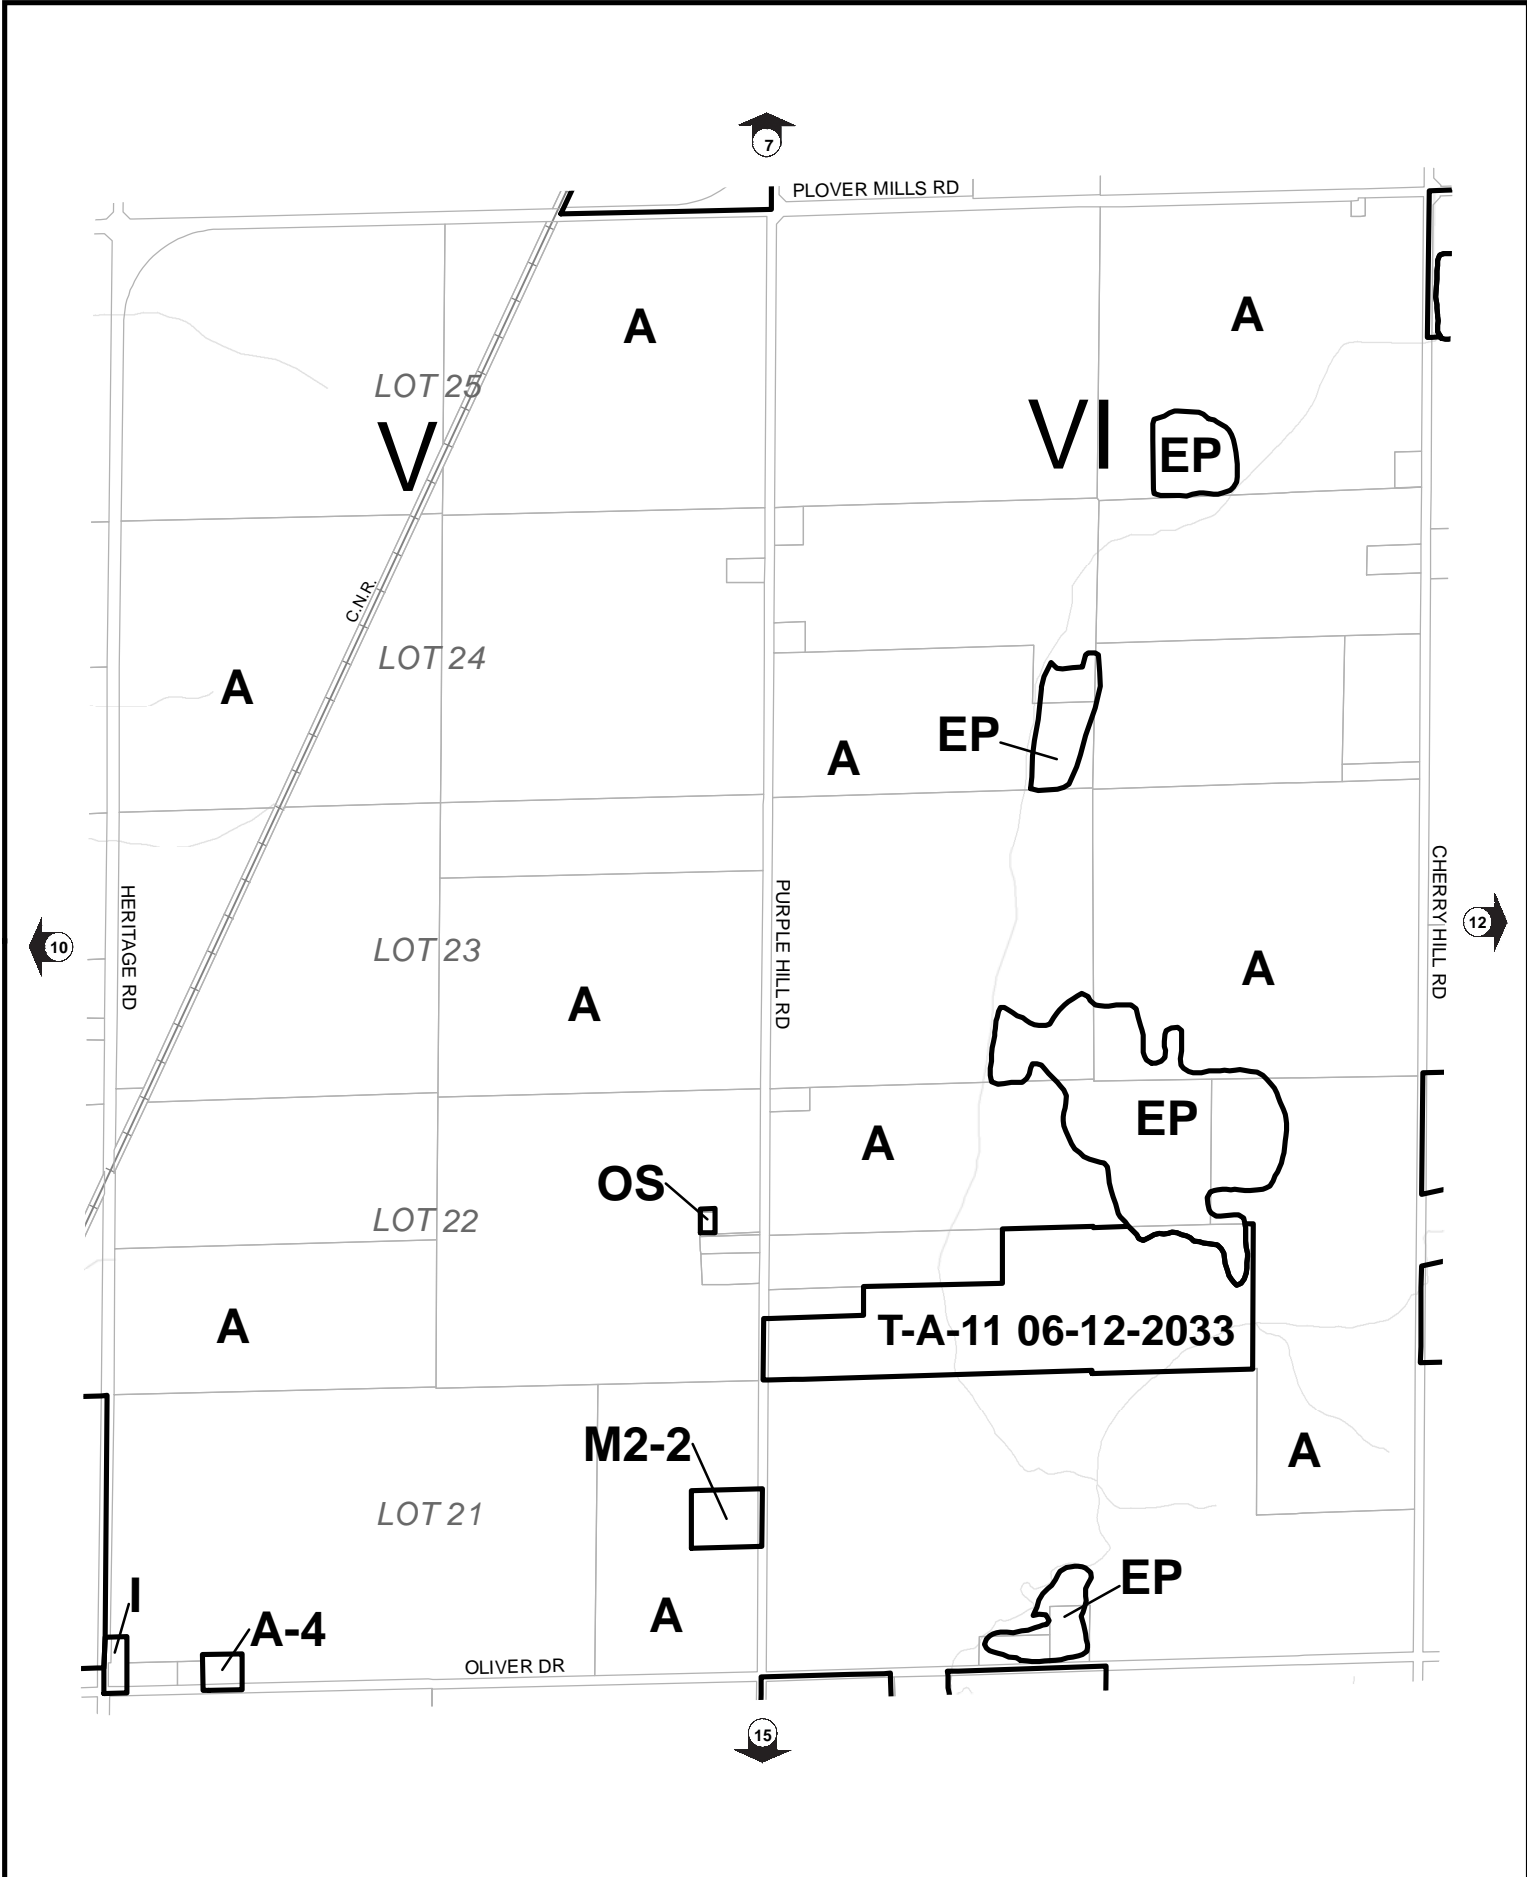 7
PLOVER MILLS RD
A
A
LOT 25
V
VI
EP
C.N.R.
LOT 24
A
EP
A
HERITAGE RD
PURPLE HILL RD
CHERRY HILL RD
10
12
LOT 23
A
A
EP
A
OS
LOT 22
A
T-A-11 06-12-2033
M2-2
A
LOT 21
EP
I
A-4
A
OLIVER DR
15